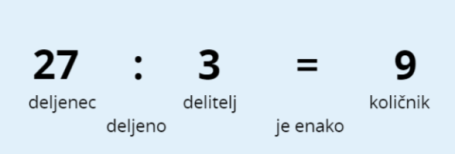 27 : 3 = 9
deljenec delitelj količnik
deljeno je enako